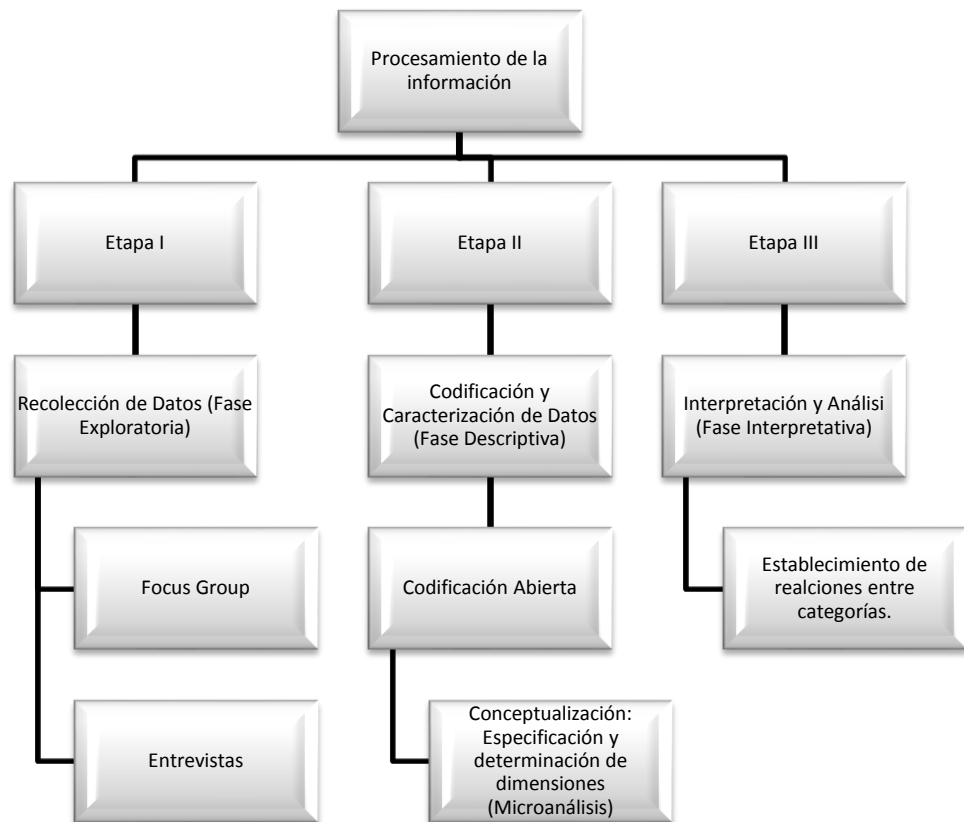 Procesamiento de la
información
Etapa I
Etapa II
Etapa III
Recolección de Datos (Fase
Exploratoria)
Codificación y
Caracterización de Datos
(Fase Descriptiva)
Interpretación y Análisi
(Fase Interpretativa)
Focus Group
Codificación Abierta
Establecimiento de
realciones entre
categorías.
Entrevistas
Conceptualización:
Especificación y
determinación de
dimensiones
(Microanálisis)